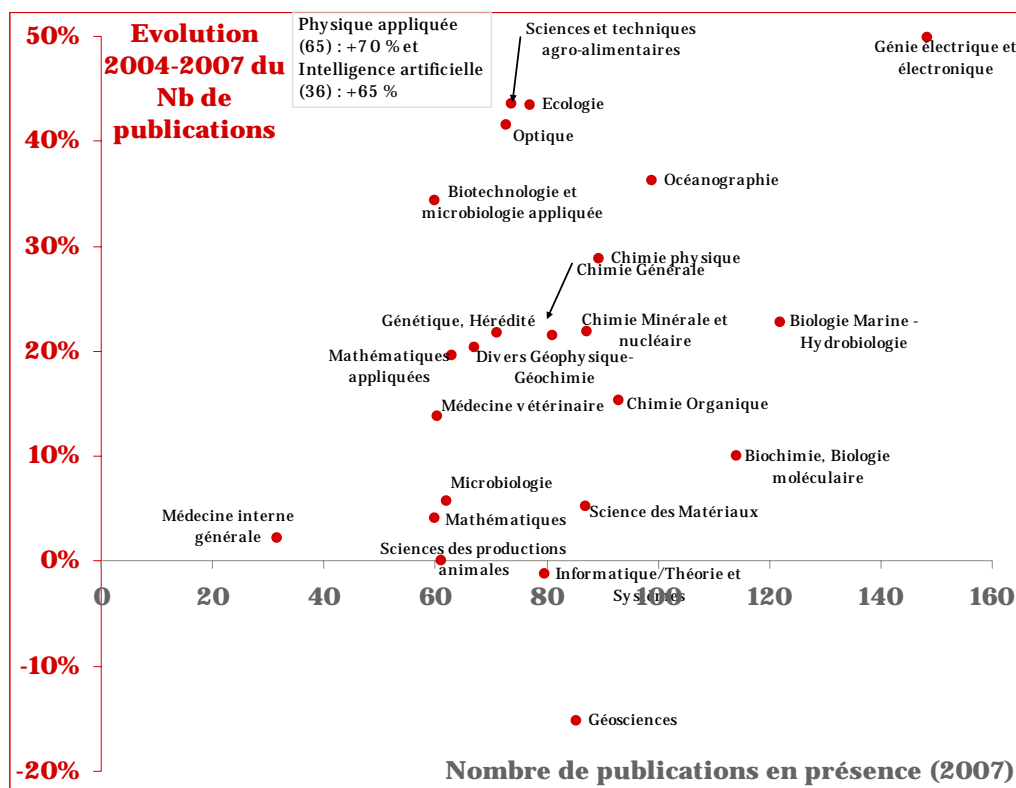 50%
40%
30%
20%
10%
0%
-10%
-20%
Evolution
2004-2007 du
Nb de
publications
Physique appliquée
(65) : +70 % et
Intelligence artificielle
(36) : +65 %
Sciences et techniques
agro-alimentaires
Génie électrique et
électronique
Ecologie
Optique
Océanographie
Biotechnologie et
microbiologie appliquée
Chimie physique
Chimie Générale
Génétique, Hérédité
Chimie Minérale et
nucléaire
Biologie Marine -
Hydrobiologie
Mathématiques
appliquées
Divers Géophysique-
Géochimie
Médecine vétérinaire
Chimie Organique
Biochimie, Biologie
moléculaire
Microbiologie
Mathématiques
Science des Matériaux
Médecine interne
générale
Sciences des productions
animales
Informatique/Théorie et
Systèmes
0 20 40 60 80 100 120 140 160
Géosciences
Nombre de publications en présence (2007)